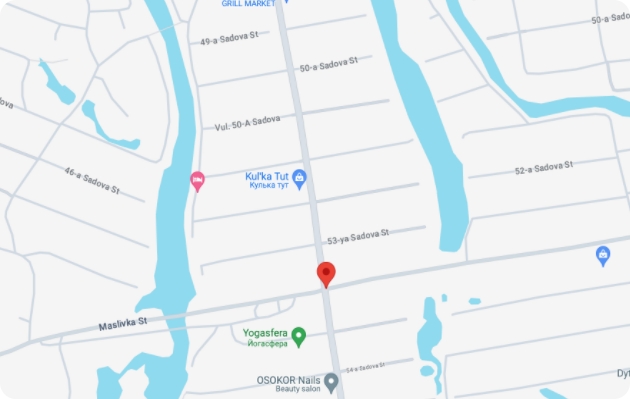 GRILL MARKET
50-a Sado
49-a Sadova St
50-a Sadova St
Vul. 50-A Sadova
ova
46-a Sadova St
Kul'ka Tut
Кулька тут
52-a Sadova St
53-ya Sadova St
Maslivka St
Yogasfera
Йогасфера
54-a Sadova St
OSOKOR Nails
Beauty salon